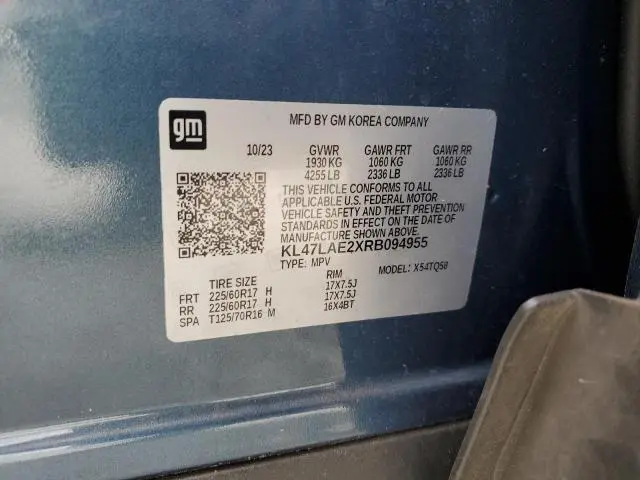 gm
MFD BY GM KOREA COMPANY
10/23 GVWR GAWR FRT GAWR RR
1930 KG 1060 KG 1060 KG
4255 LB 2336 LB 2336 LB
THIS VEHICLE CONFORMS TO ALL
APPLICABLE U.S. FEDERAL MOTOR
VEHICLE SAFETY AND THEFT PREVENTION
STANDARDS IN EFFECT ON THE DATE OF
MANUFACTURE SHOWN ABOVE.
KL47LAE2XRB094955
TYPE: MPV MODEL: X54TQ58
TIRE SIZE RIM
FRT 225/60R17 H 17X7.5J
RR 225/60R17 H 17X7.5J
SPA T125/70R16 M 16X4BT